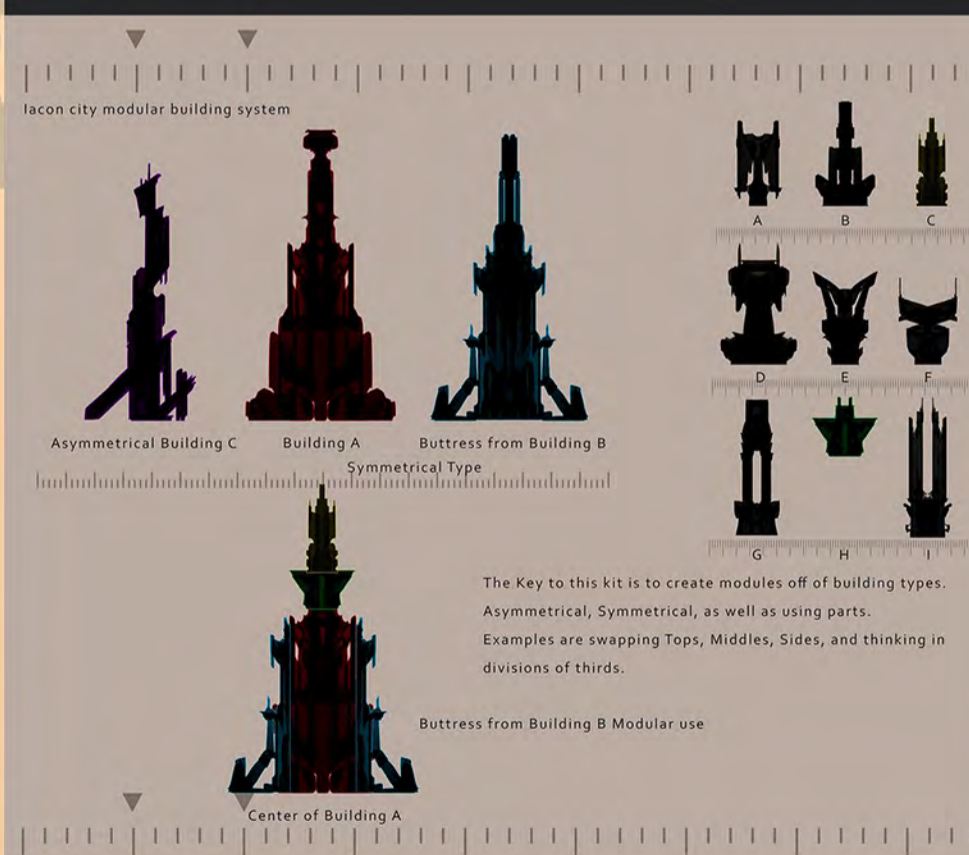 Iacon city modular building system
A B C
D E F
Asymmetrical Building C Building A Buttress from Building B
Symmetrical Type
G H I
The Key to this kit is to create modules off of building types.
Asymmetrical, Symmetrical, as well as using parts.
Examples are swapping Tops, Middles, Sides, and thinking in
divisions of thirds.
Buttress from Building B Modular use
Center of Building A